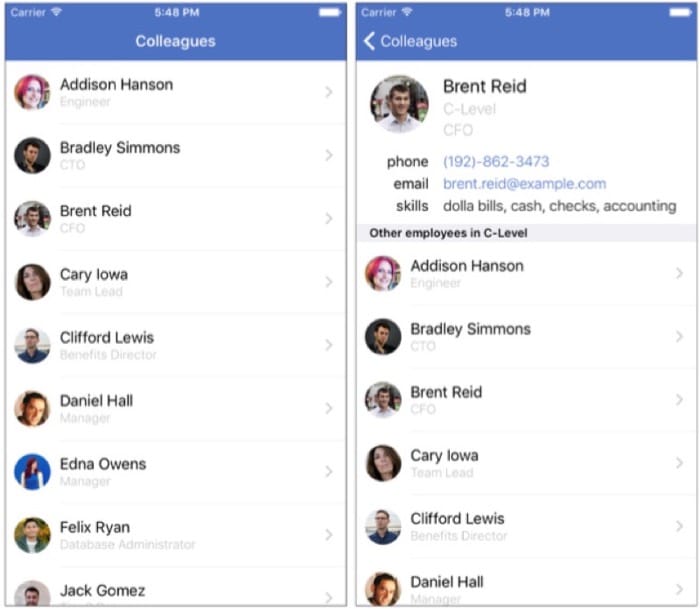 Carrier 5:48 PM
Colleagues
Addison Hanson
Engineer
Bradley Simmons
CTO
Brent Reid
CFO
Cary Iowa
Team Lead
Clifford Lewis
Benefits Director
Daniel Hall
Manager
Edna Owens
Manager
Felix Ryan
Database Administrator
Jack Gomez
Carrier 5:48 PM
Colleagues
Brent Reid
C-Level
CFO
phone (192)-862-3473
email brent.reid@example.com
skills dolla bills, cash, checks, accounting
Other employees in C-Level
Addison Hanson
Engineer
Bradley Simmons
CTO
Brent Reid
CFO
Cary Iowa
Team Lead
Clifford Lewis
Benefits Director
Daniel Hall
Manager